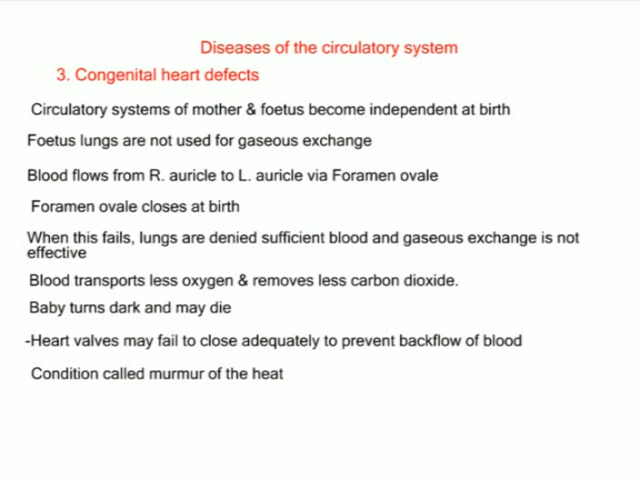 Diseases of the circulatory system
3. Congenital heart defects
Circulatory systems of mother & foetus become independent at birth
Foetus lungs are not used for gaseous exchange
Blood flows from R. auricle to L. auricle via Foramen ovale
Foramen ovale closes at birth
When this fails, lungs are denied sufficient blood and gaseous exchange is not
effective
Blood transports less oxygen & removes less carbon dioxide.
Baby turns dark and may die
-Heart valves may fail to close adequately to prevent backflow of blood
Condition called murmur of the heat